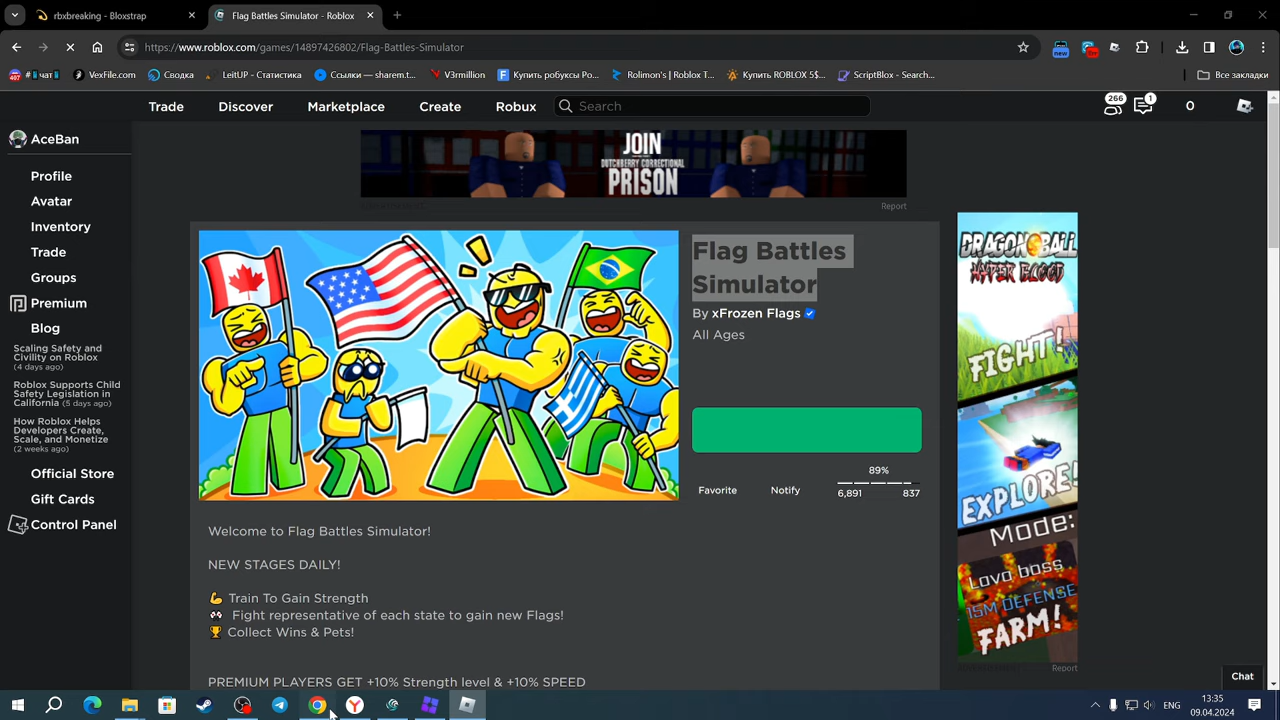 rbxbreaking - Bloxstrap
Flag Battles Simulator - Roblox
https://www.roblox.com/games/14897426802/Flag-Battles-Simulator
new
VexFile.com
Сводка
LeitUP - Статистика
Ссылки — sharem.t...
V3rmillion
Купить робуксы Ро...
Rolimon's | Roblox T...
Купить ROBLOX 5$...
ScriptBlox - Search...
Все закладки
Trade
Discover
Marketplace
Create
Robux
Search
266
1
0
AceBan
Profile
Avatar
Inventory
Trade
Groups
Premium
Blog
Scaling Safety and
Civility on Roblox
(4 days ago)
Roblox Supports Child
Safety Legislation in
California (5 days ago)
How Roblox Helps
Developers Create,
Scale, and Monetize
(2 weeks ago)
Official Store
Gift Cards
Control Panel
JOIN
DUTCHBERRY CORRECTIONAL
PRISON
Report
Flag Battles
Simulator
By xFrozen Flags
All Ages
89%
Favorite
Notify
6,891
837
Welcome to Flag Battles Simulator!
NEW STAGES DAILY!
💪 Train To Gain Strength
🎮 Fight representative of each state to gain new Flags!
🏆 Collect Wins & Pets!
PREMIUM PLAYERS GET +10% Strength level & +10% SPEED
DRAGON BALL
HYPER BLOOD
FIGHT!
EXPLORE!
Mode:
Lava boss
15M DEFENSE
FARM!
Report
Chat
ENG
13:35
09.04.2024